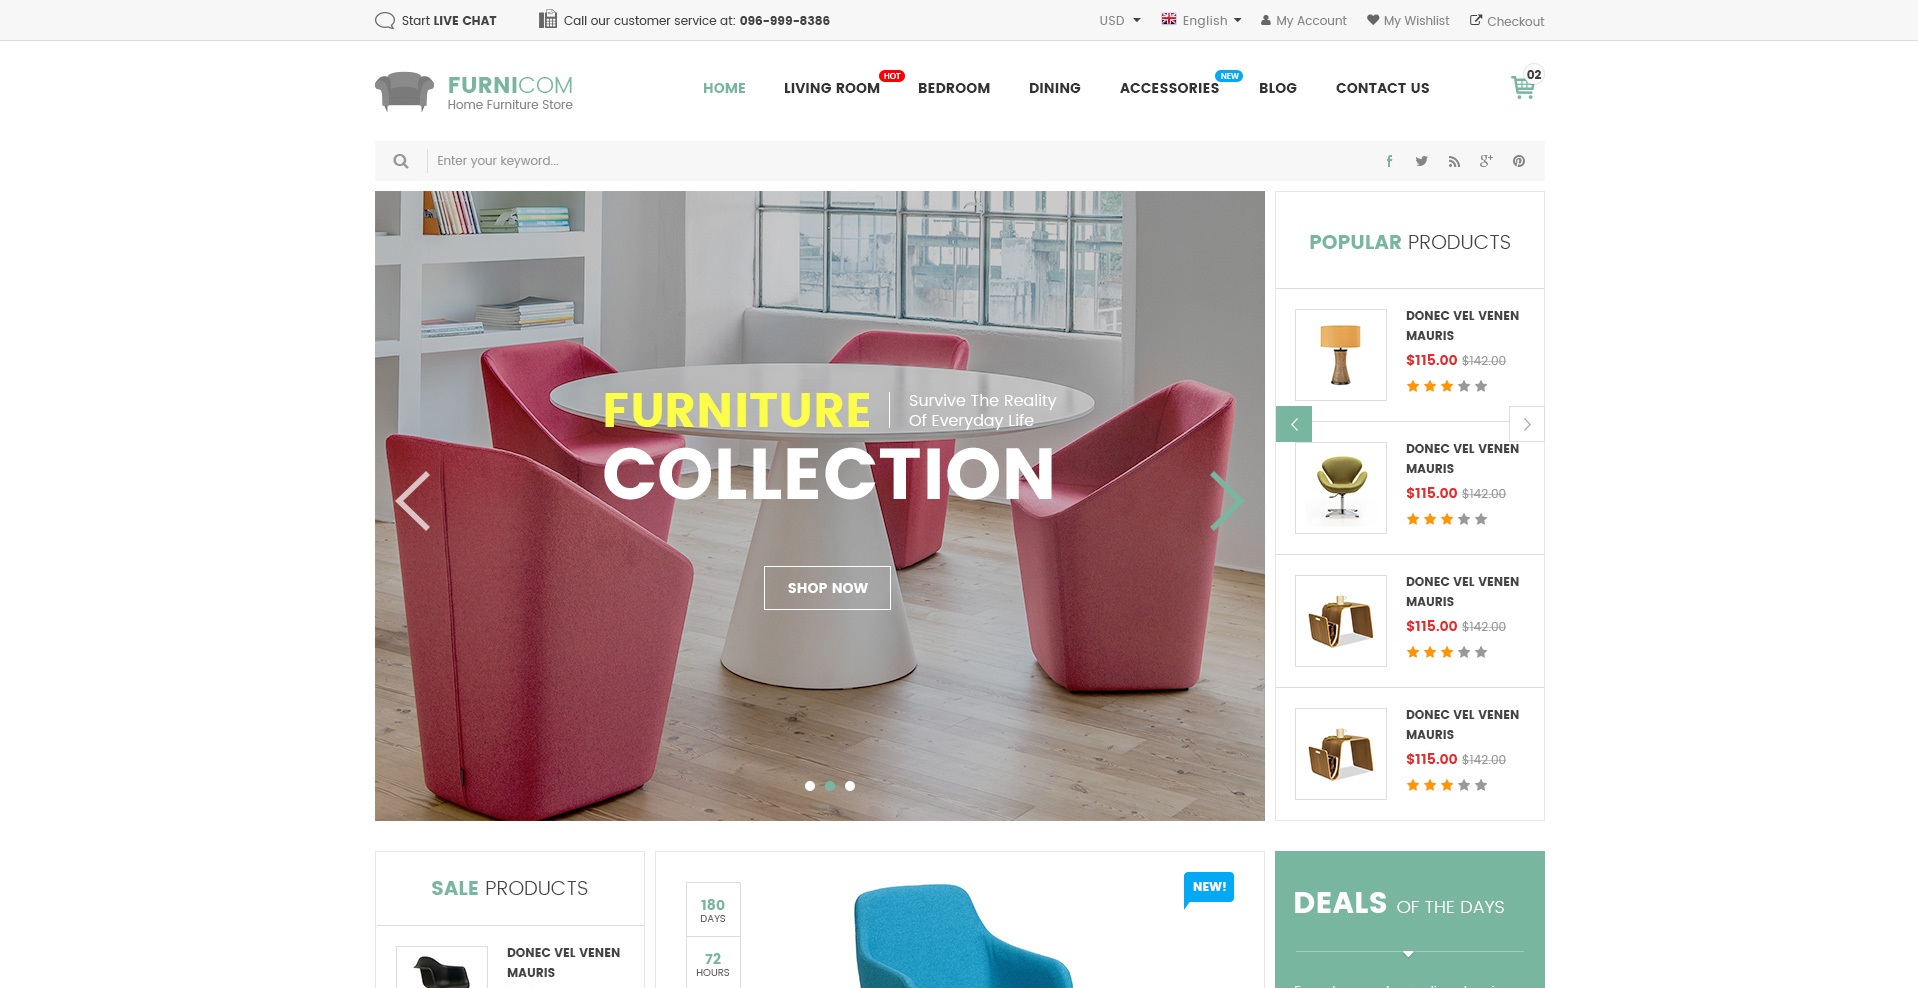 Start LIVE CHAT
Call our customer service at: 096-999-8386
USD
English
My Account
My Wishlist
Checkout
FURNICOM
Home Furniture Store
HOME
LIVING ROOM
HOT
BEDROOM
DINING
ACCESSORIES
NEW
BLOG
CONTACT US
02
Enter your keyword...
FURNITURE
Survive The Reality
Of Everyday Life
COLLECTION
SHOP NOW
POPULAR PRODUCTS
DONEC VEL VENEN
MAURIS
$115.00 $142.00
DONEC VEL VENEN
MAURIS
$115.00 $142.00
DONEC VEL VENEN
MAURIS
$115.00 $142.00
DONEC VEL VENEN
MAURIS
$115.00 $142.00
SALE PRODUCTS
DONEC VEL VENEN
MAURIS
180
DAYS
72
HOURS
NEW!
DEALS OF THE DAYS